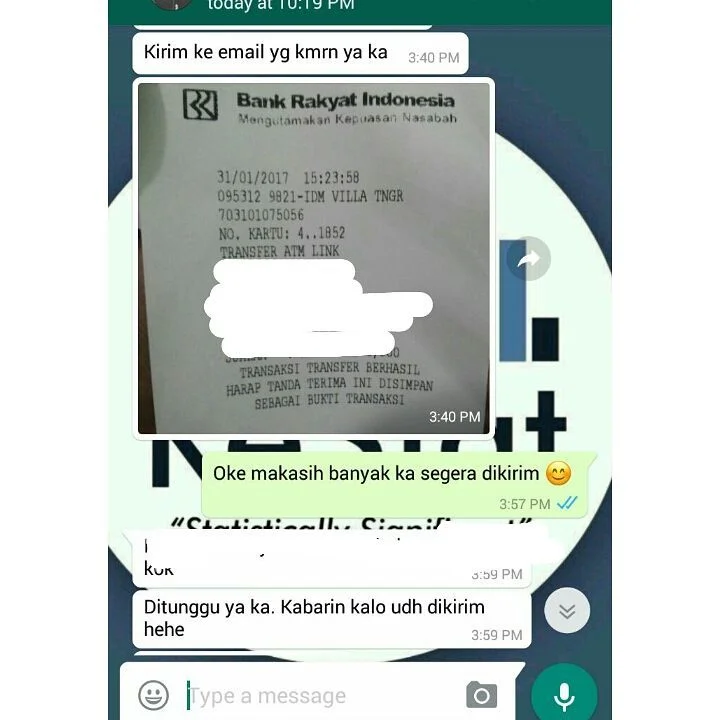 today at 10:19 PM
Kirim ke email yg kmrn ya ka 3:40 PM
Bank Rakyat Indonesia
Mengutamakan Kepuasan Nasabah
31/01/2017 15:23:58
095312 9821-IDM VILLA TNGR
703101075056
NO. KARTU: 4..1852
TRANSFER ATM LINK
TRANSAKSI TRANSFER BERHASIL
HARAP TANDA TERIMA INI DISIMPAN
SEBAGAI BUKTI TRANSAKSI
3:40 PM
Oke makasih banyak ka segera dikirim 😊
3:57 PM
"Statistically Significant"
kok 3:59 PM
Ditunggu ya ka. Kabarin kalo udh dikirim
hehe 3:59 PM
Type a message